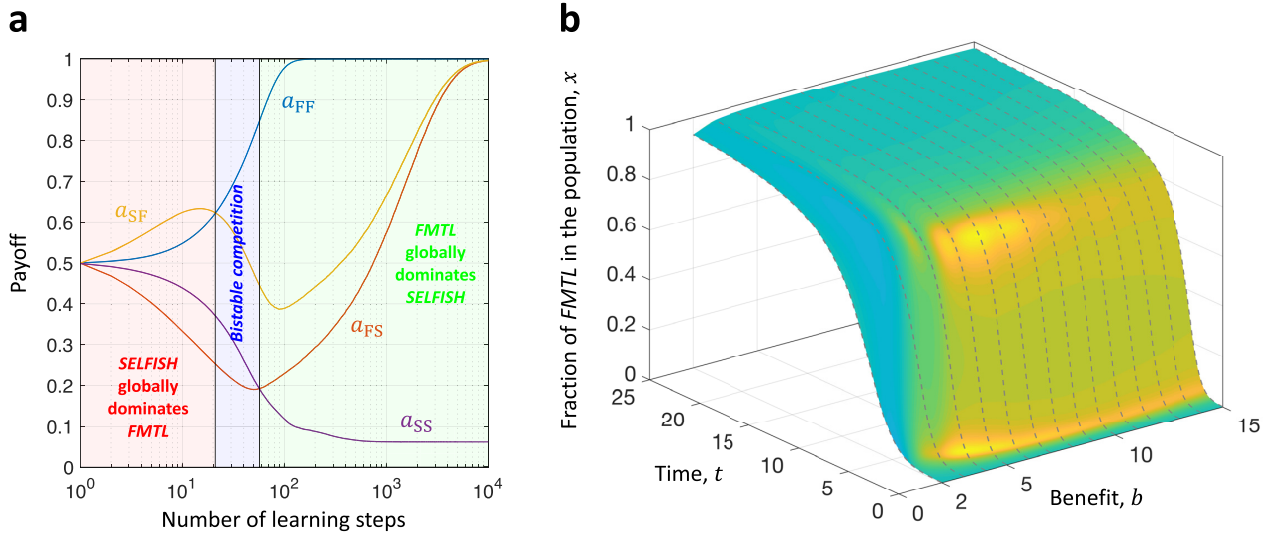 a
1
0.9
0.8
0.7
0.6
0.5
0.4
0.3
0.2
0.1
0
Payoff
10^0
10^1
10^2
10^3
10^4
Number of learning steps
a_FF
a_SF
a_FS
a_SS
SELFISH
globally
dominates
FMTL
Bistable competition
FMTL
globally
dominates
SELFISH
b
Fraction of FMTL in the population, x
1
0.8
0.6
0.4
0.2
0
25
20
15
10
5
0
Time, t
0
2
5
10
15
Benefit, b